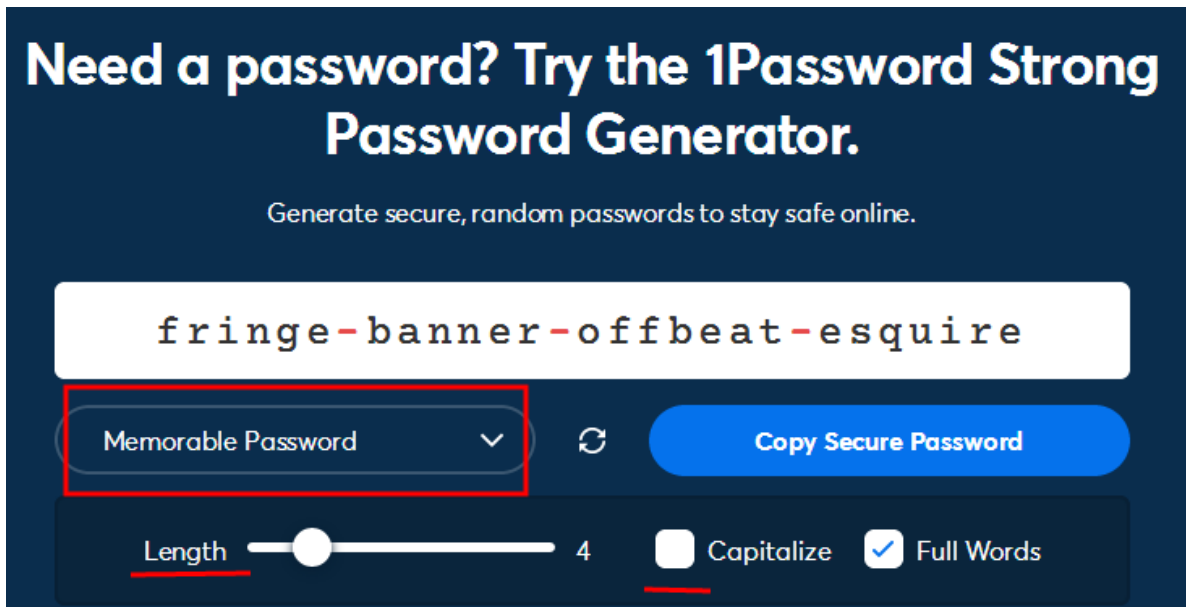 Need a password? Try the 1Password Strong
Password Generator.
Generate secure, random passwords to stay safe online.
fringe-banner-offbeat-esquire
Memorable Password
Copy Secure Password
Length 4 Capitalize Full Words